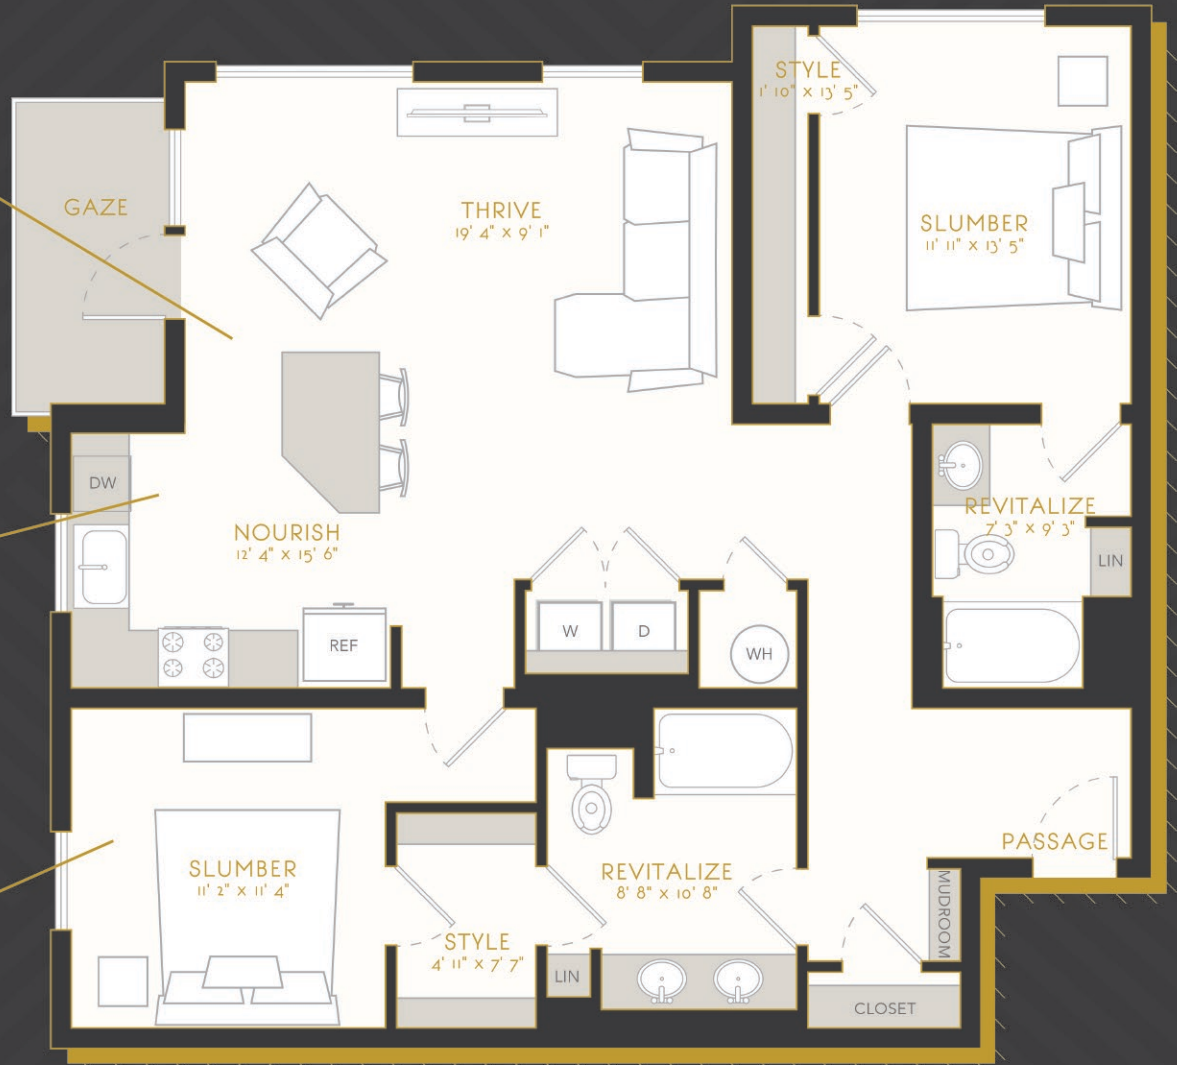 STYLE
1' 10" X 13' 5"
GAZE
THRIVE
19' 4" X 9' 1"
SLUMBER
11' 11" X 13' 5"
DW
NOURISH
12' 4" X 15' 6"
REVITALIZE
7' 3" X 9' 3"
LIN
REF
W
D
WH
PASSAGE
SLUMBER
11' 2" X 11' 4"
REVITALIZE
8' 8" X 10' 8"
MUDROOM
STYLE
4' 11" X 7' 7"
LIN
CLOSET